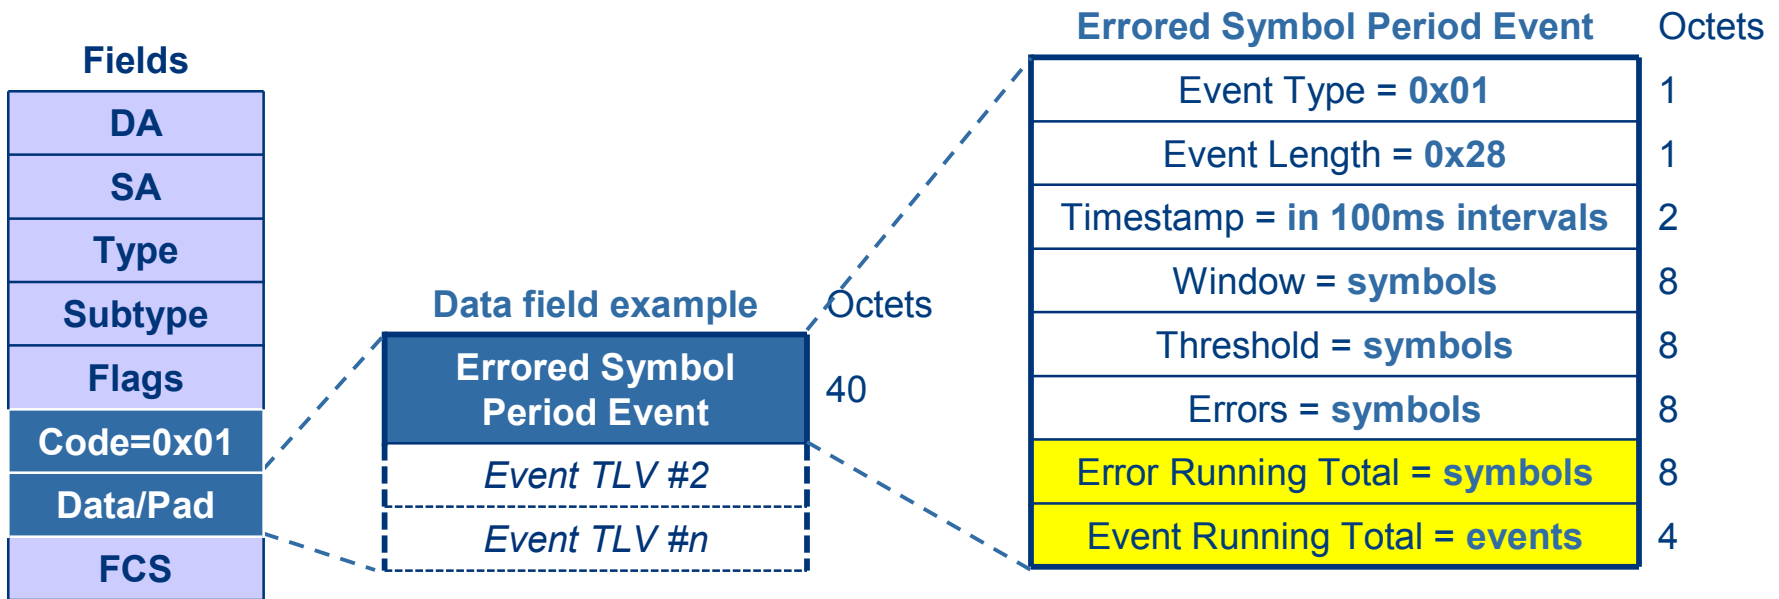 Fields
DA
SA
Type
Subtype
Flags
Code=0x01
Data/Pad
FCS
Data field example
Octets
Errored Symbol
Period Event
40
Event TLV #2
Event TLV #n
Errored Symbol Period Event
Octets
Event Type = 0x01
1
Event Length = 0x28
1
Timestamp = in 100ms intervals
2
Window = symbols
8
Threshold = symbols
8
Errors = symbols
8
Error Running Total = symbols
8
Event Running Total = events
4